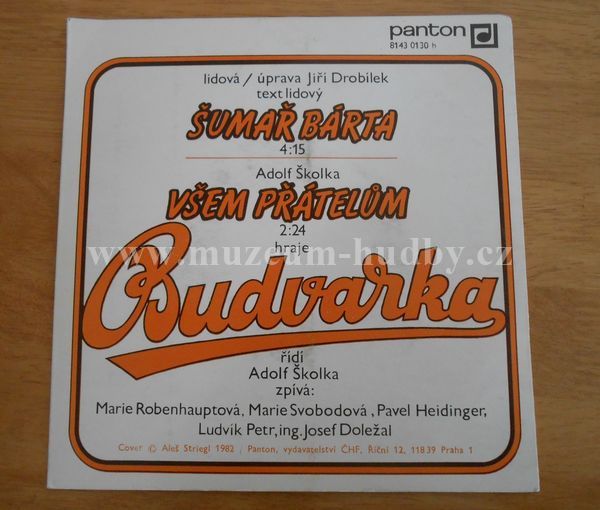 panton
8143 0130 h
lidová / úprava Jiří Drobílek
text lidový
ŠUMAŘ BÁRTA
4:15
Adolf Školka
VŠEM PŘÁTELŮM
2:24
hraje
www.muzeum-hudby.cz
Budvarka
řídí
Adolf Školka
zpívá:
Marie Robenhauptová, Marie Svobodová, Pavel Heidinger,
Ludvík Petr, ing. Josef Doležal
Cover © Aleš Striegl 1982 / Panton, vydavatelství ČHF, Říční 12, 118 39 Praha 1